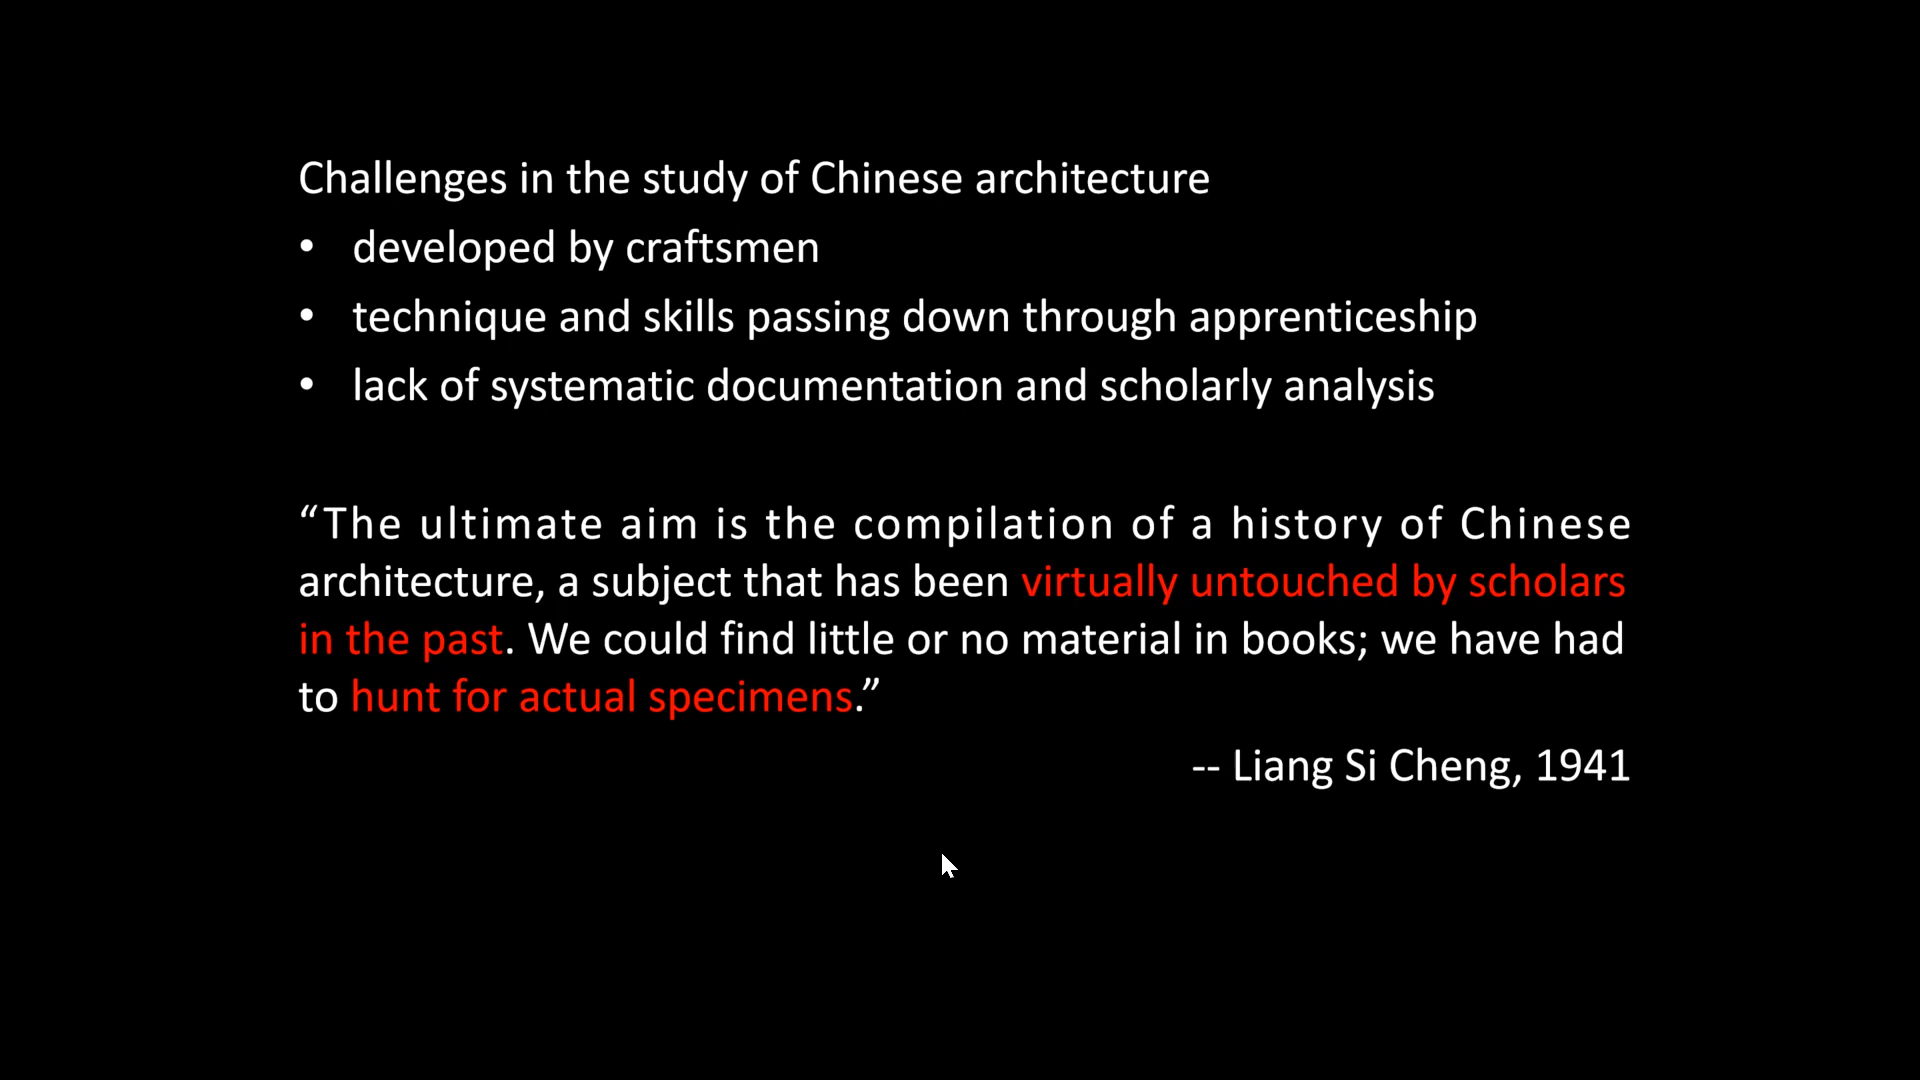 Challenges in the study of Chinese architecture
• developed by craftsmen
• technique and skills passing down through apprenticeship
• lack of systematic documentation and scholarly analysis
“The ultimate aim is the compilation of a history of Chinese
architecture, a subject that has been virtually untouched by scholars
in the past. We could find little or no material in books; we have had
to hunt for actual specimens.”
-- Liang Si Cheng, 1941